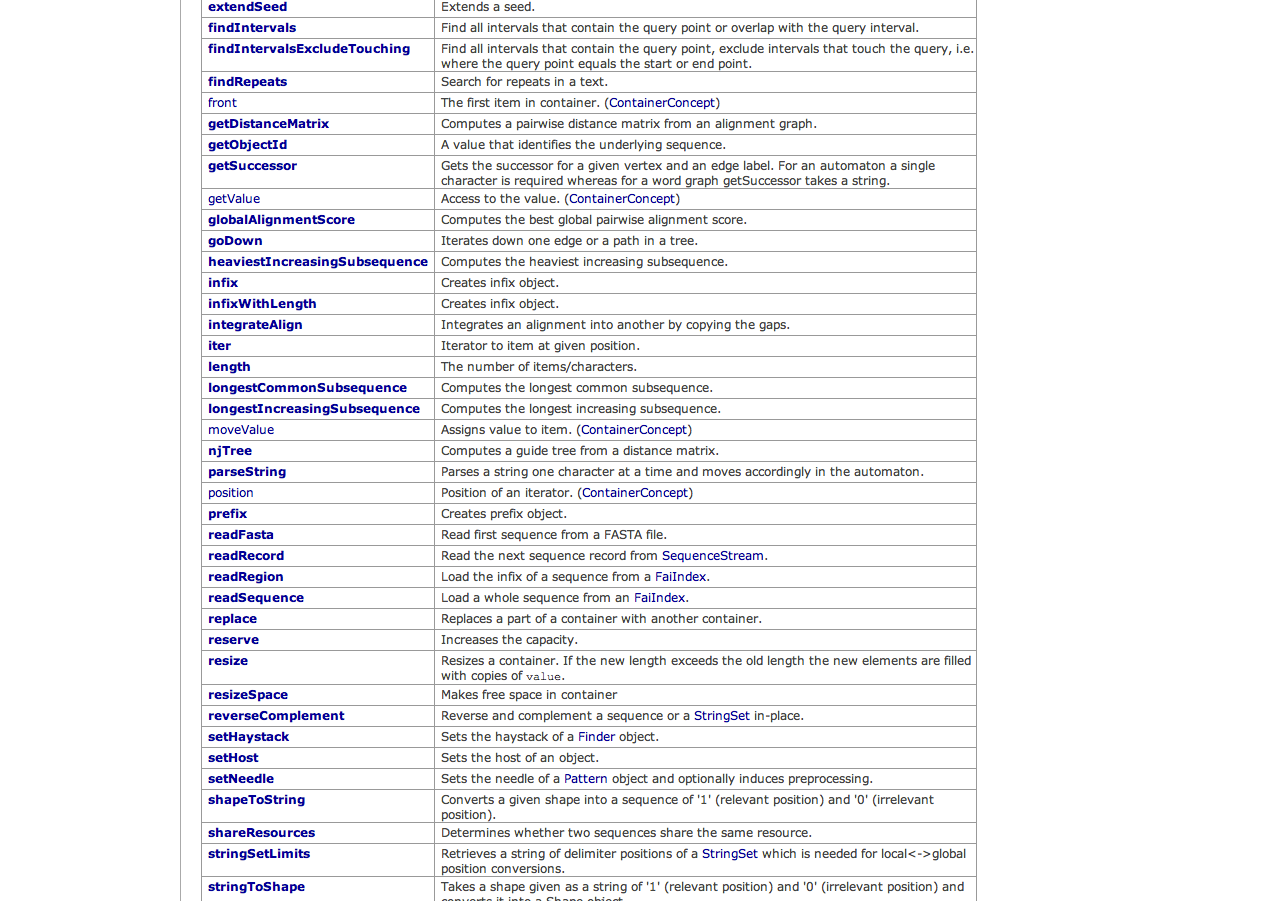 extendSeed Extends a seed.
findIntervals Find all intervals that contain the query point or overlap with the query interval.
findIntervalsExcludeTouching Find all intervals that contain the query point, exclude intervals that touch the query, i.e.
where the query point equals the start or end point.
findRepeats Search for repeats in a text.
front The first item in container. (ContainerConcept)
getDistanceMatrix Computes a pairwise distance matrix from an alignment graph.
getObjectId A value that identifies the underlying sequence.
getSuccessor Gets the successor for a given vertex and an edge label. For an automaton a single
character is required whereas for a word graph getSuccessor takes a string.
getValue Access to the value. (ContainerConcept)
globalAlignmentScore Computes the best global pairwise alignment score.
goDown Iterates down one edge or a path in a tree.
heaviestIncreasingSubsequence Computes the heaviest increasing subsequence.
infix Creates infix object.
infixWithLength Creates infix object.
integrateAlign Integrates an alignment into another by copying the gaps.
iter Iterator to item at given position.
length The number of items/characters.
longestCommonSubsequence Computes the longest common subsequence.
longestIncreasingSubsequence Computes the longest increasing subsequence.
moveValue Assigns value to item. (ContainerConcept)
njTree Computes a guide tree from a distance matrix.
parseString Parses a string one character at a time and moves accordingly in the automaton.
position Position of an iterator. (ContainerConcept)
prefix Creates prefix object.
readFasta Read first sequence from a FASTA file.
readRecord Read the next sequence record from SequenceStream.
readRegion Load the infix of a sequence from a FaiIndex.
readSequence Load a whole sequence from an FaiIndex.
replace Replaces a part of a container with another container.
reserve Increases the capacity.
resize Resizes a container. If the new length exceeds the old length the new elements are filled
with copies of value.
resizeSpace Makes free space in container
reverseComplement Reverse and complement a sequence or a StringSet in-place.
setHaystack Sets the haystack of a Finder object.
setHost Sets the host of an object.
setNeedle Sets the needle of a Pattern object and optionally induces preprocessing.
shapeToString Converts a given shape into a sequence of '1' (relevant position) and '0' (irrelevant
position).
shareResources Determines whether two sequences share the same resource.
stringSetLimits Retrieves a string of delimiter positions of a StringSet which is needed for local<->global
position conversions.
stringToShape Takes a shape given as a string of '1' (relevant position) and '0' (irrelevant position) and
converts it into a Shape object.